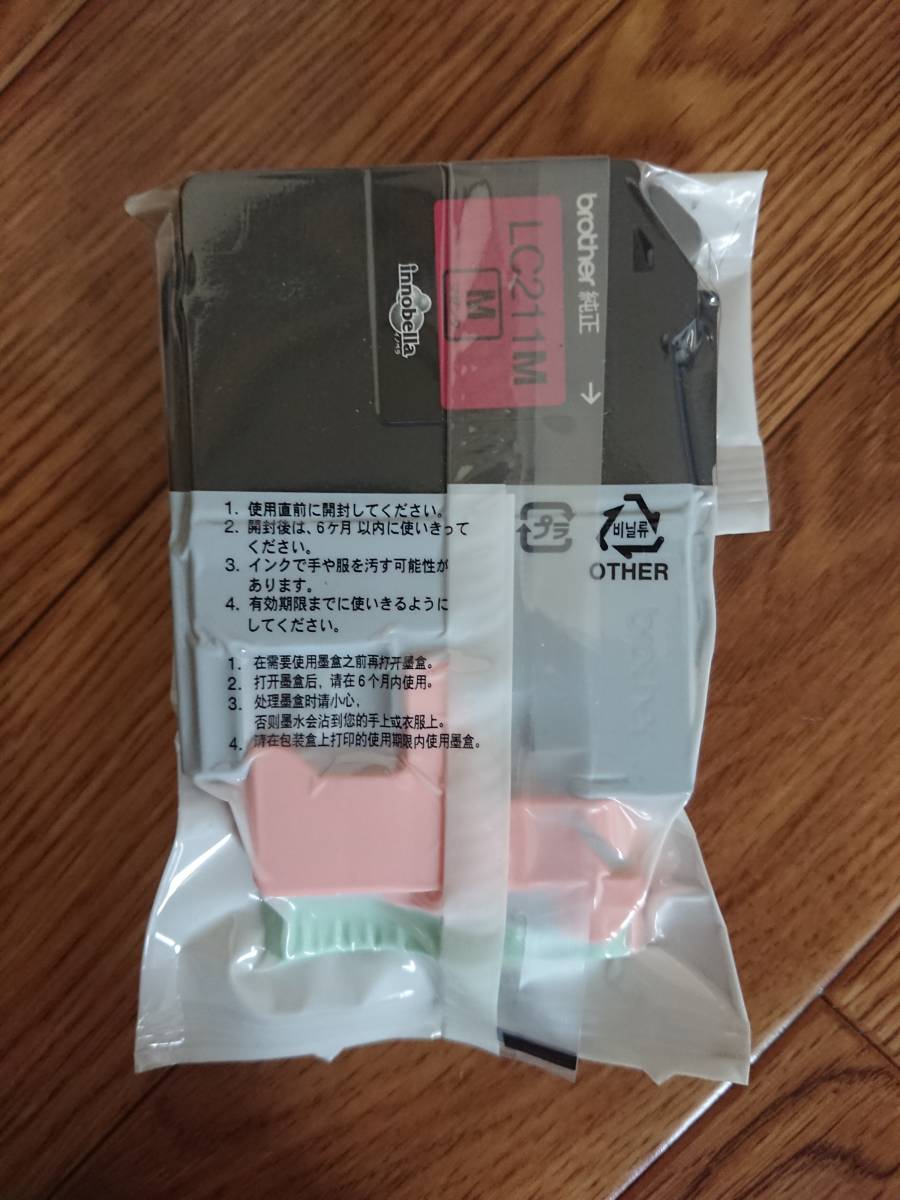 brother 純正
LC211M
M
innobella
イノベラ
1. 使用直前に開封してください。
2. 開封後は、6ヶ月 以内に使いきって
ください。
3. インクで手や服を汚す可能性が
あります。
4. 有効期限までに使いきるように
してください。
プラ
비닐류
OTHER
1. 在需要使用墨盒之前再打开墨盒。
2. 打开墨盒后，请在6个月内使用。
3. 处理墨盒时请小心，
否则墨水会沾到您的手上或衣服上。
4. 请在包装盒上打印的使用期限内使用墨盒。